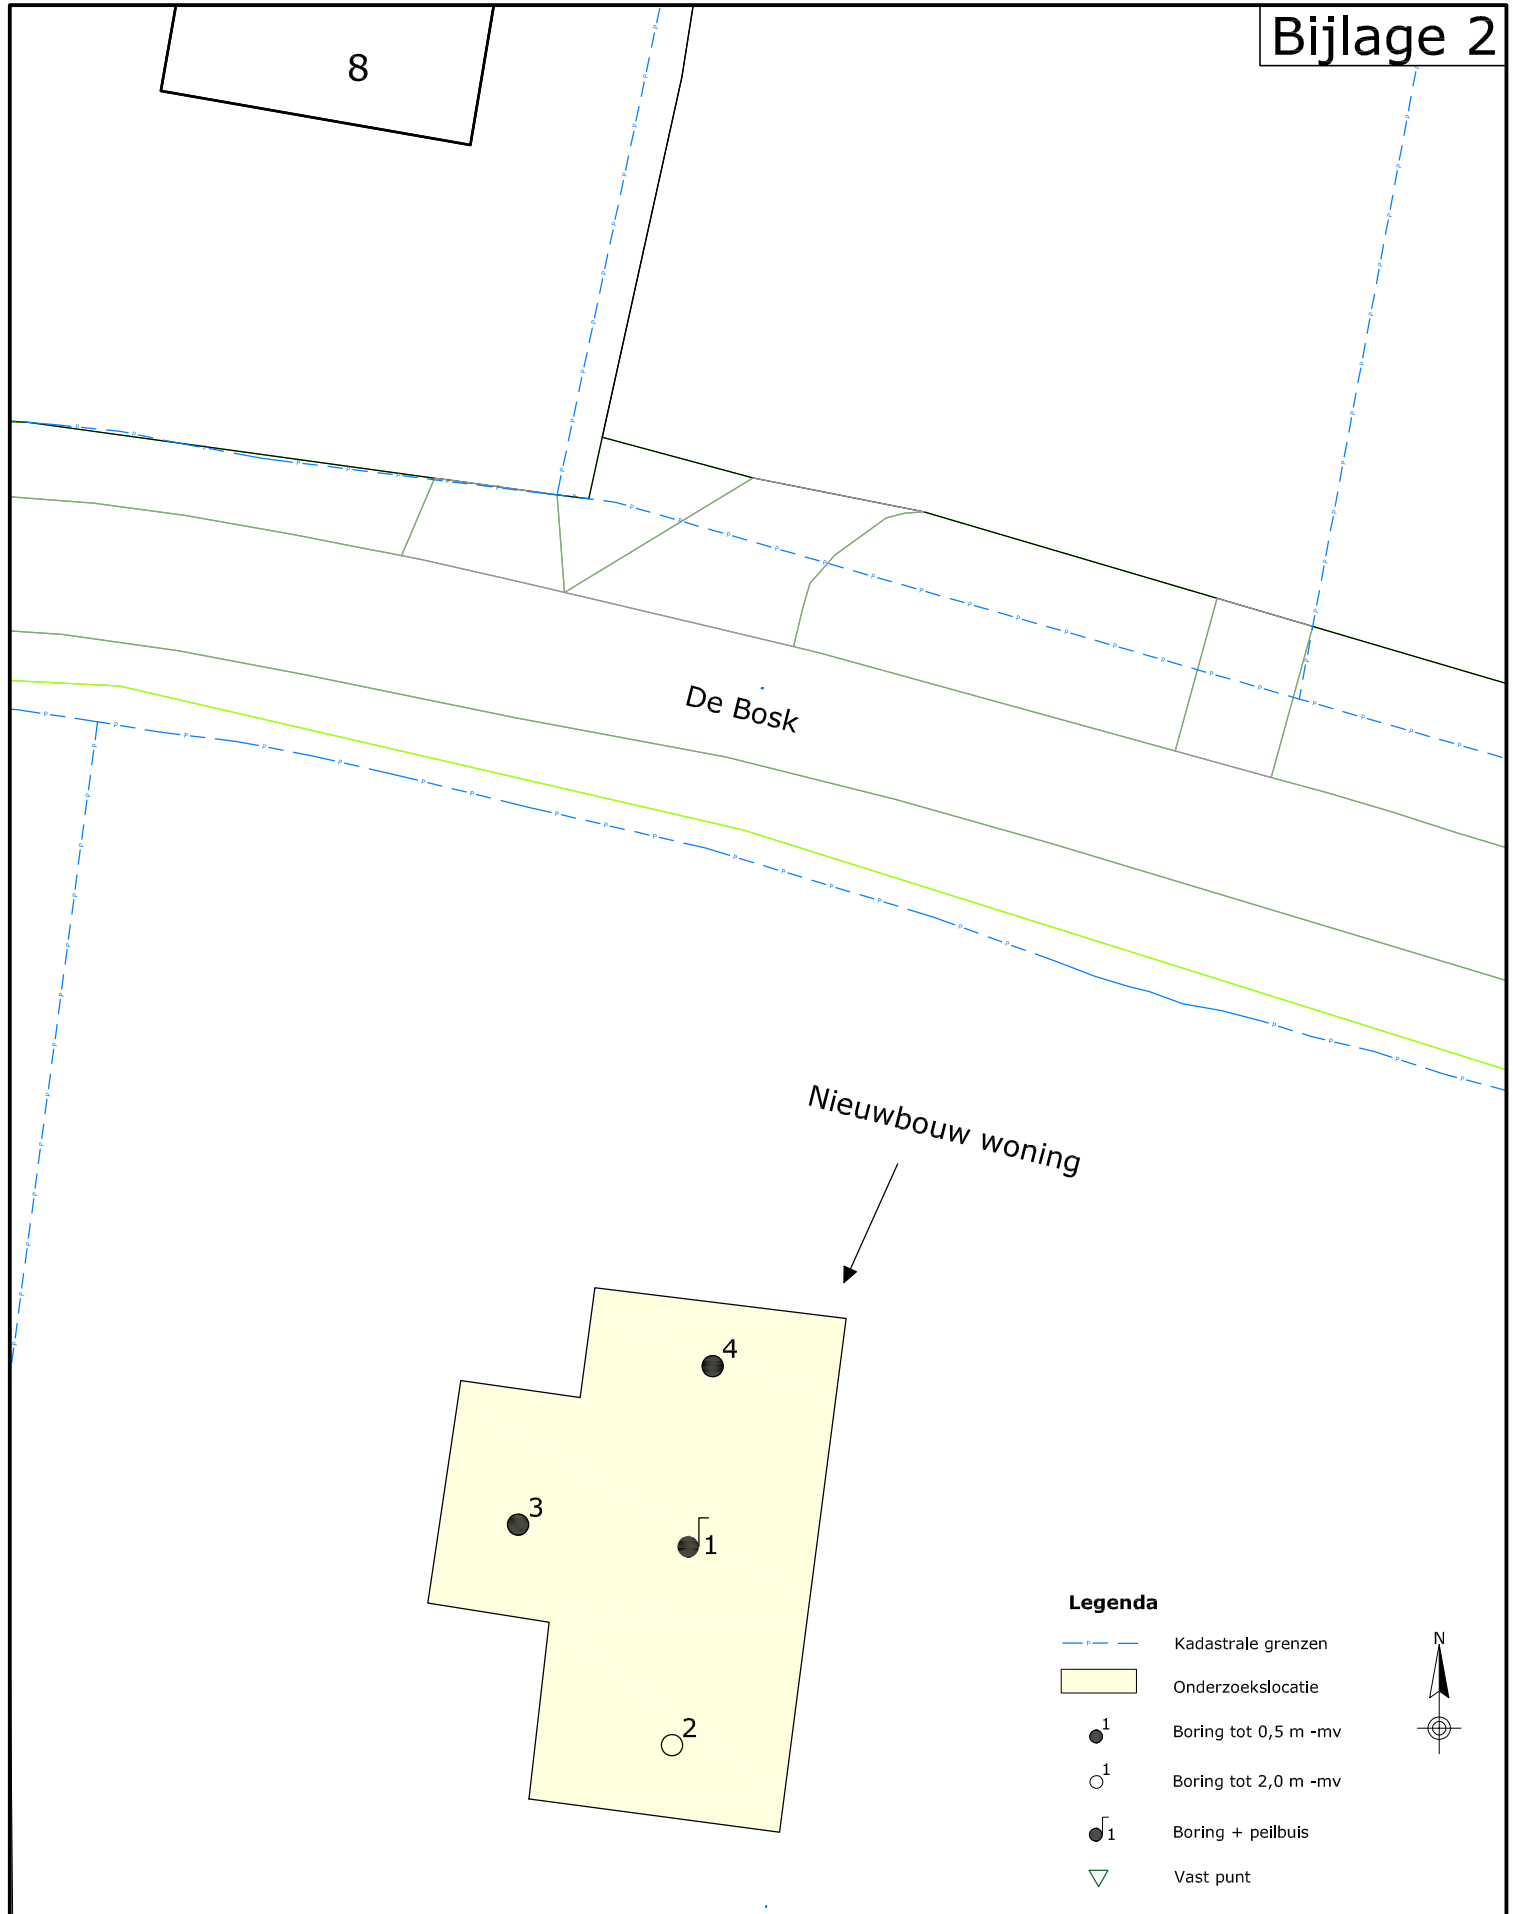 Bijlage 2
8
De Bosk
Nieuwbouw woning
4
3
1
2
Legenda
P Kadastrale grenzen
Onderzoekslocatie
1 Boring tot 0,5 m -mv
1 Boring tot 2,0 m -mv
1 Boring + peilbuis
Vast punt
N